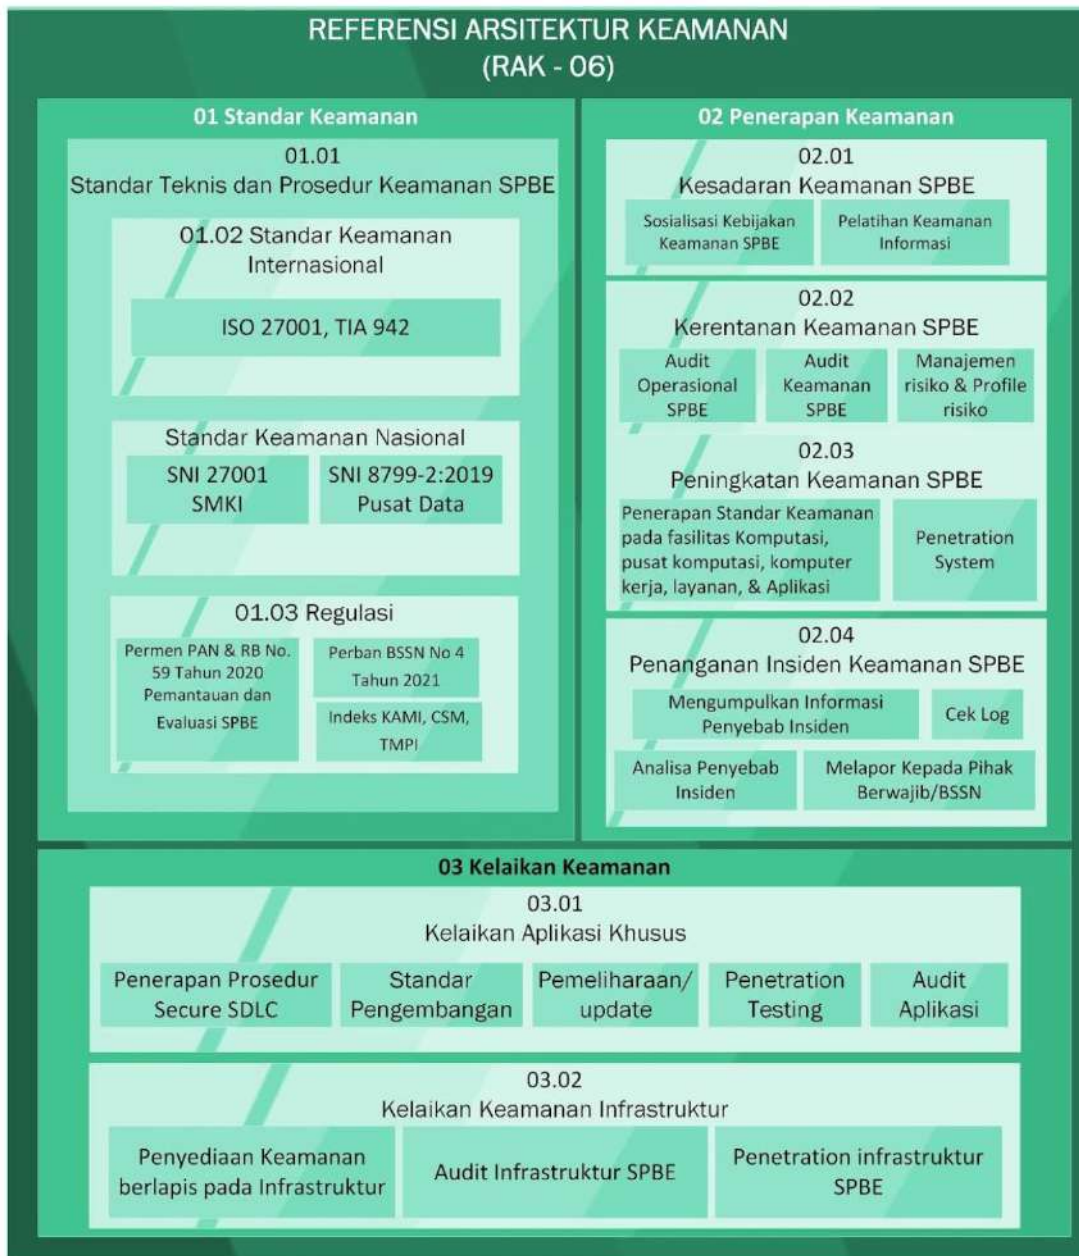 REFERENSI ARSITEKTUR KEAMANAN
(RAK - 06)
01 Standar Keamanan
01.01
Standar Teknis dan Prosedur Keamanan SPBE
01.02 Standar Keamanan
Internasional
ISO 27001, TIA 942
Standar Keamanan Nasional
SNI 27001
SMKI
SNI 8799-2:2019
Pusat Data
01.03 Regulasi
Permen PAN & RB No.
59 Tahun 2020
Pemantauan dan
Evaluasi SPBE
Perban BSSN No 4
Tahun 2021
Indeks KAMI, CSM,
TMPI
02 Penerapan Keamanan
02.01
Kesadaran Keamanan SPBE
Sosialisasi Kebijakan
Keamanan SPBE
Pelatihan Keamanan
Informasi
02.02
Kerentanan Keamanan SPBE
Audit
Operasional
SPBE
Audit
Keamanan
SPBE
Manajemen
risiko & Profile
risiko
02.03
Peningkatan Keamanan SPBE
Penerapan Standar Keamanan
pada fasilitas Komputasi,
pusat komputasi, komputer
kerja, layanan, & Aplikasi
Penetration
System
02.04
Penanganan Insiden Keamanan SPBE
Mengumpulkan Informasi
Penyebab Insiden
Cek Log
Analisa Penyebab
Insiden
Melapor Kepada Pihak
Berwajib/BSSN
03 Kelaikan Keamanan
03.01
Kelaikan Aplikasi Khusus
Penerapan Prosedur
Secure SDLC
Standar
Pengembangan
Pemeliharaan/
update
Penetration
Testing
Audit
Aplikasi
03.02
Kelaikan Keamanan Infrastruktur
Penyediaan Keamanan
berlapis pada Infrastruktur
Audit Infrastruktur SPBE
Penetration infrastruktur
SPBE